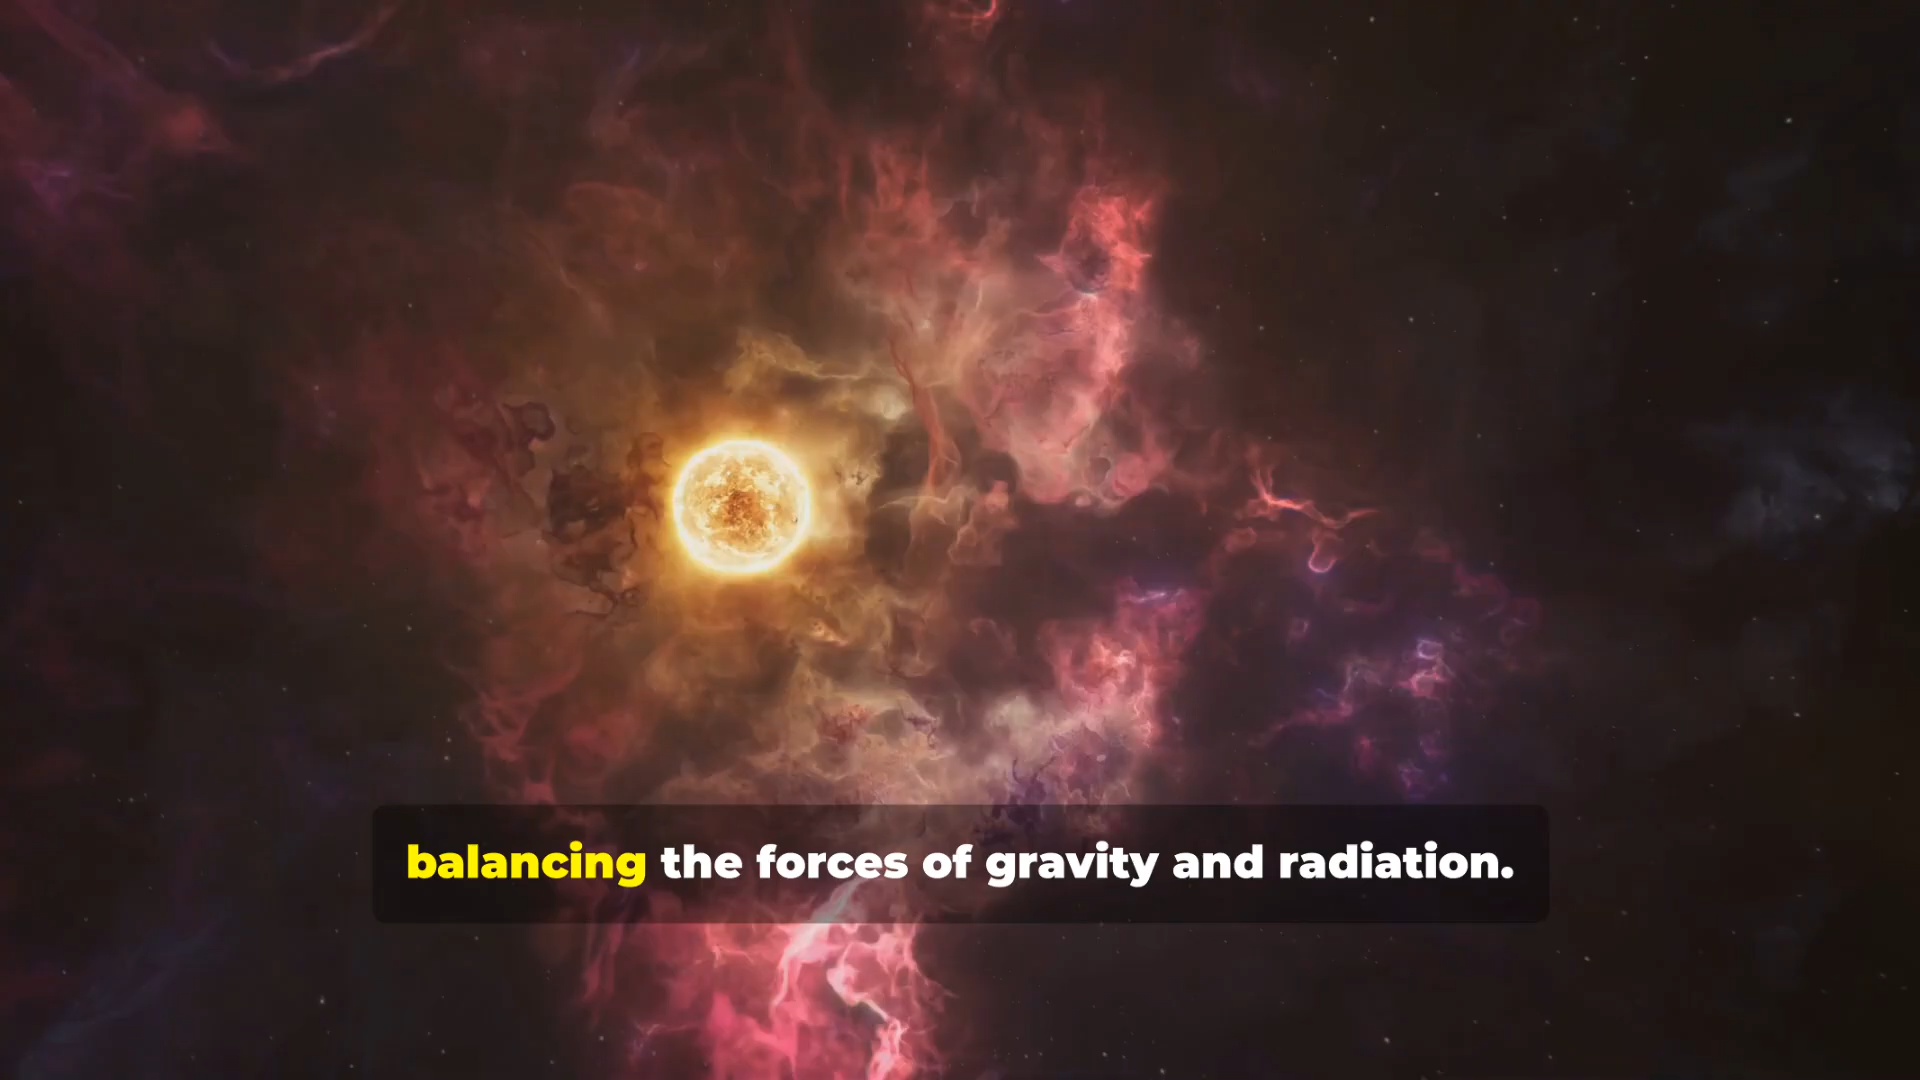 balancing the forces of gravity and radiation.